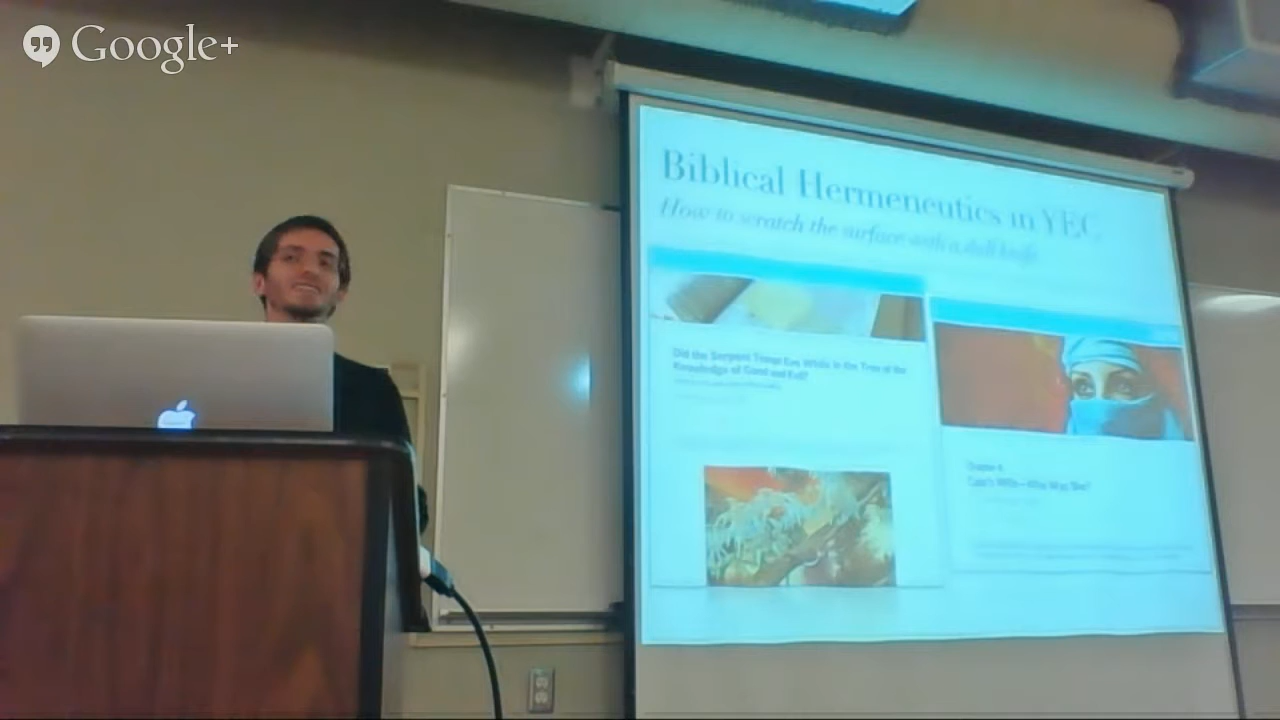 Google+
Biblical Hermeneutics in YEC
How to scratch the surface with a dull knife
Did the Serpent Tempt Eve While in the Tree of the
Knowledge of Good and Evil?
Chapter 6
Cain's Wife—Who Was She?